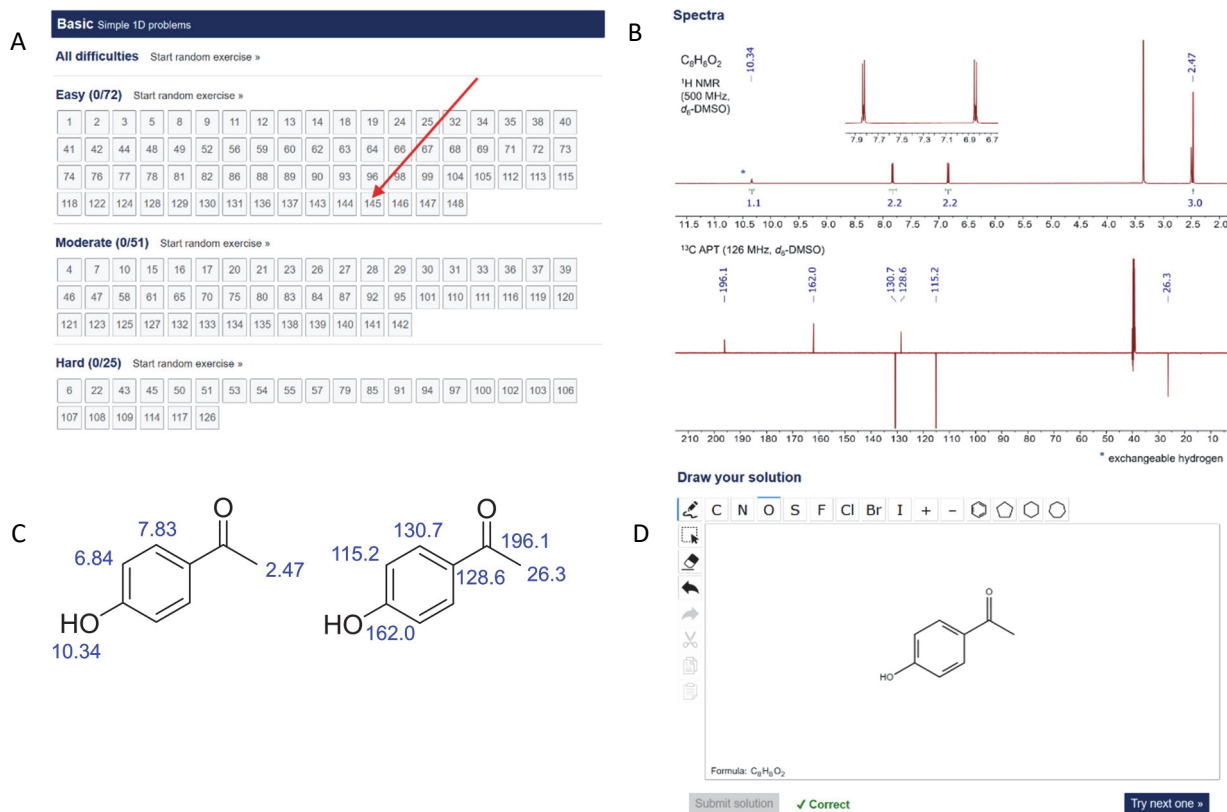 A
Basic Simple 1D problems
All difficulties Start random exercise »
Easy (0/72) Start random exercise »
1 2 3 5 8 9 11 12 13 14 18 19 24 25 32 34 35 38 40
41 42 44 48 49 52 56 59 60 62 63 64 66 67 68 69 71 72 73
74 76 77 78 81 82 86 88 89 90 93 96 98 99 104 105 112 113 115
118 122 124 128 129 130 131 136 137 143 144 145 146 147 148
Moderate (0/51) Start random exercise »
4 7 10 15 16 17 20 21 23 26 27 28 29 30 31 33 36 37 39
46 47 58 61 65 70 75 80 83 84 87 92 95 101 110 111 116 119 120
121 123 125 127 132 133 134 135 138 139 140 141 142
Hard (0/25) Start random exercise »
6 22 43 45 50 51 53 54 55 57 79 85 91 94 97 100 102 103 106
107 108 109 114 117 126
B
Spectra
C₈H₈O₂
¹H NMR
(500 MHz,
d₆-DMSO)
10.34
2.47
7.9 7.7 7.5 7.3 7.1 6.9 6.7
*
1.1 2.2 2.2 3.0
11.5 11.0 10.5 10.0 9.5 9.0 8.5 8.0 7.5 7.0 6.5 6.0 5.5 5.0 4.5 4.0 3.5 3.0 2.5 2.0
¹³C APT (126 MHz, d₆-DMSO)
196.1 162.0 130.7 128.6 115.2 26.3
210 200 190 180 170 160 150 140 130 120 110 100 90 80 70 60 50 40 30 20 10
* exchangeable hydrogen
C
O
7.83
6.84
2.47
HO
10.34
O
130.7
115.2
196.1
128.6
26.3
HO
162.0
D
Draw your solution
C N O S F Cl Br I + −
O
HO
Formula: C₈H₈O₂
Submit solution ✓ Correct Try next one »